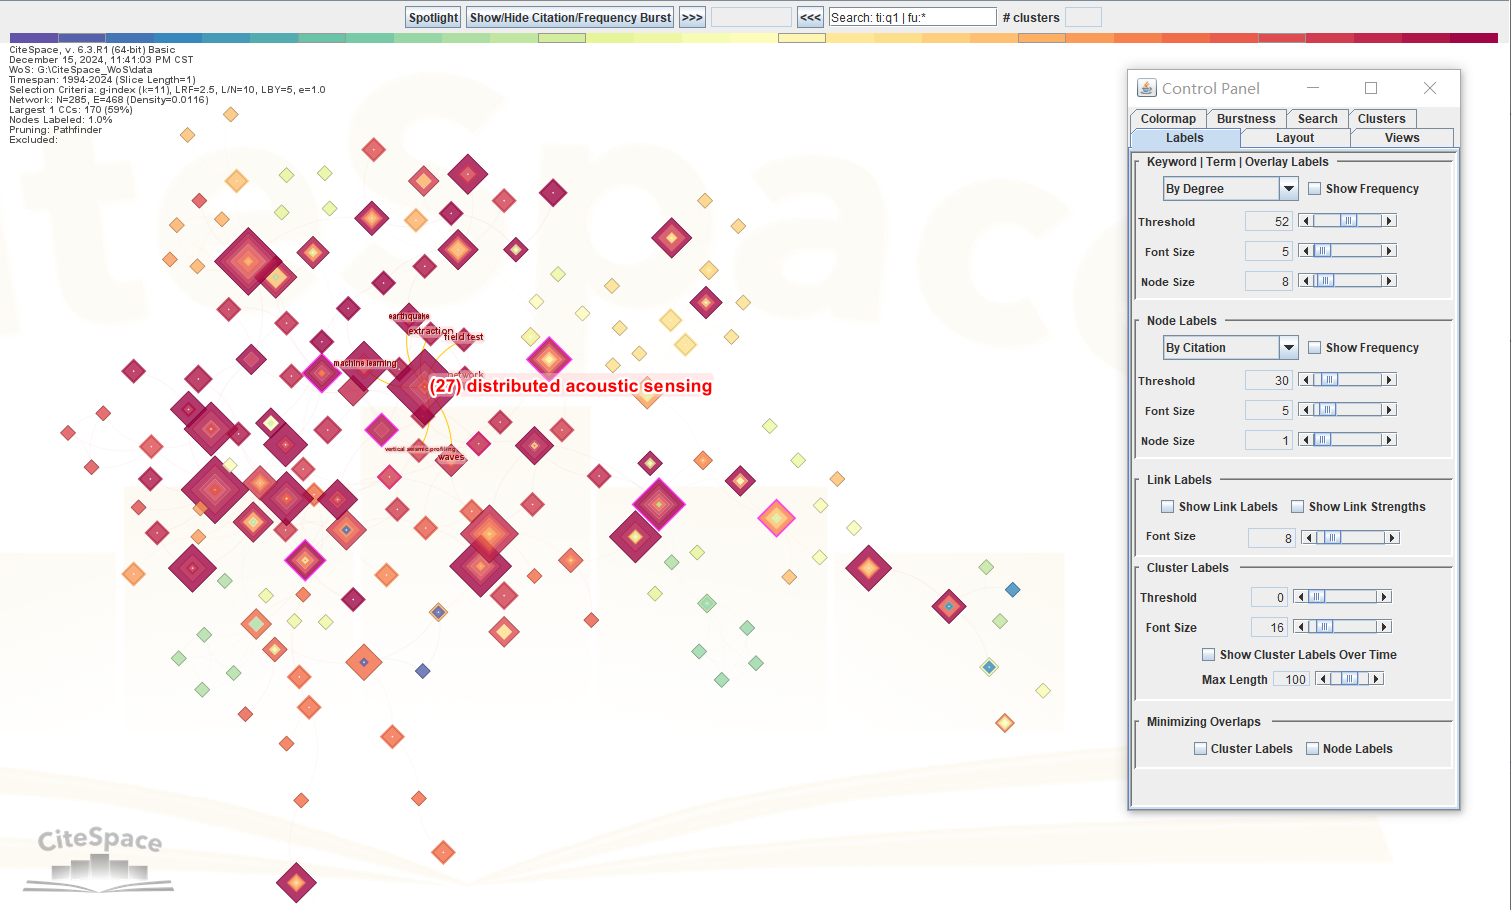 Spotlight
Show/Hide Citation/Frequency Burst
>>>
<<<
Search: ti:q1 | fu:*
# clusters
CiteSpace, v. 6.3.R1 (64-bit) Basic
December 15, 2024, 11:41:03 PM CST
WoS: G:\CiteSpace_WoS\data
Timespan: 1994-2024 (Slice Length=1)
Selection Criteria: g-index (k=11), LRF=2.5, L/N=10, LBY=5, e=1.0
Network: N=285, E=468 (Density=0.0116)
Largest 1 CCs: 170 (59%)
Nodes Labeled: 1.0%
Pruning: Pathfinder
Excluded:
earthquake
extraction
field test
machine learning
network
(27) distributed acoustic sensing
vertical seismic profiling
waves
CiteSpace
Control Panel
Colormap
Burstness
Search
Clusters
Labels
Layout
Views
Keyword | Term | Overlay Labels
By Degree
Show Frequency
Threshold 52
Font Size 5
Node Size 8
Node Labels
By Citation
Show Frequency
Threshold 30
Font Size 5
Node Size 1
Link Labels
Show Link Labels
Show Link Strengths
Font Size 8
Cluster Labels
Threshold 0
Font Size 16
Show Cluster Labels Over Time
Max Length 100
Minimizing Overlaps
Cluster Labels
Node Labels